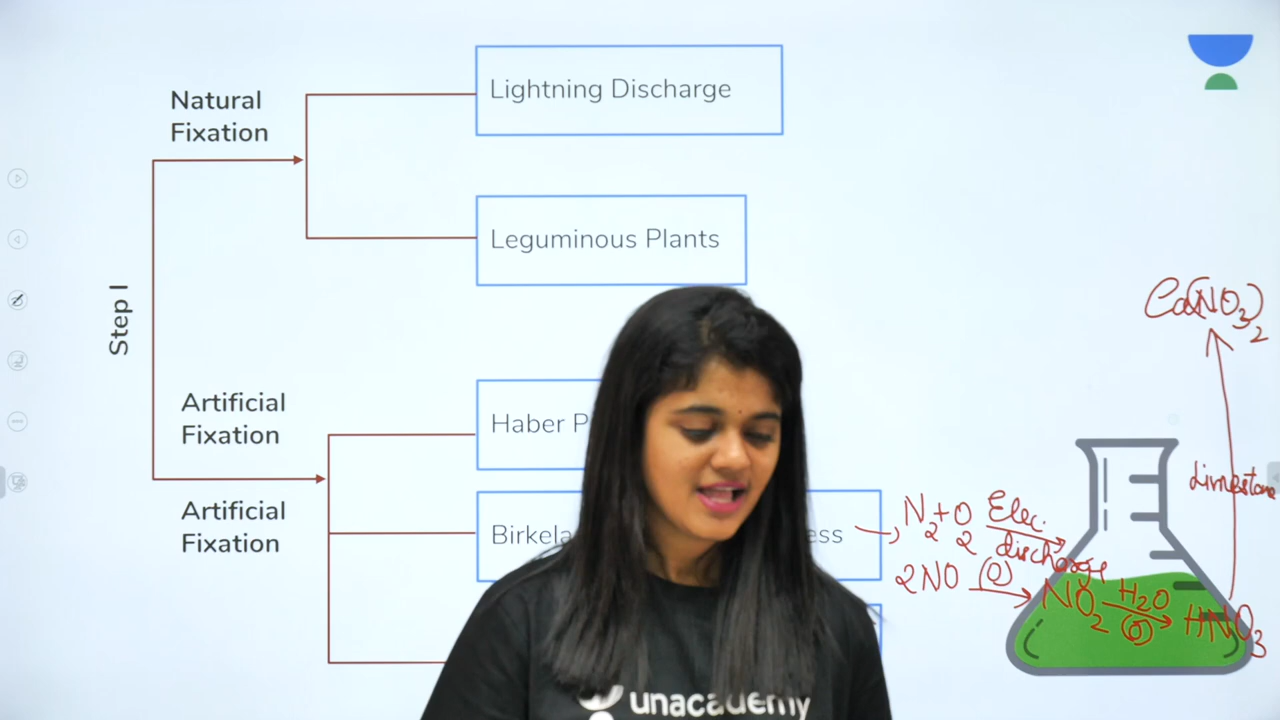 Lightning Discharge
Natural
Fixation
Leguminous Plants
Step I
Ca(NO3)2
Artificial
Fixation
Haber P
Limestone
Artificial
Fixation
Birkela
ess
N2+O2 Elec.
discharge
2NO (O) NO2 H2O
(O) HNO3
unacademy